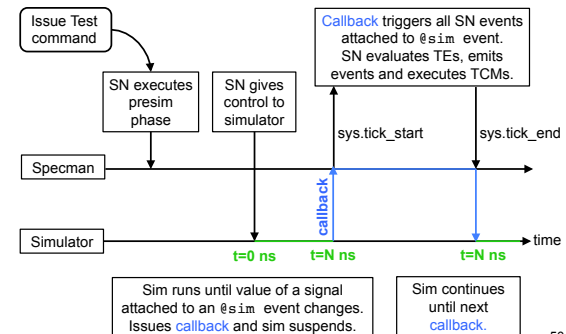 Issue Test
command
Callback triggers all SN events
attached to @sim event.
SN evaluates TEs, emits
events and executes TCMs.
SN executes
presim
phase
SN gives
control to
simulator
sys.tick_start
sys.tick_end
Specman
callback
Simulator
time
t=0 ns
t=N ns
t=N ns
Sim runs until value of a signal
attached to an @sim event changes.
Issues callback and sim suspends.
Sim continues
until next
callback.